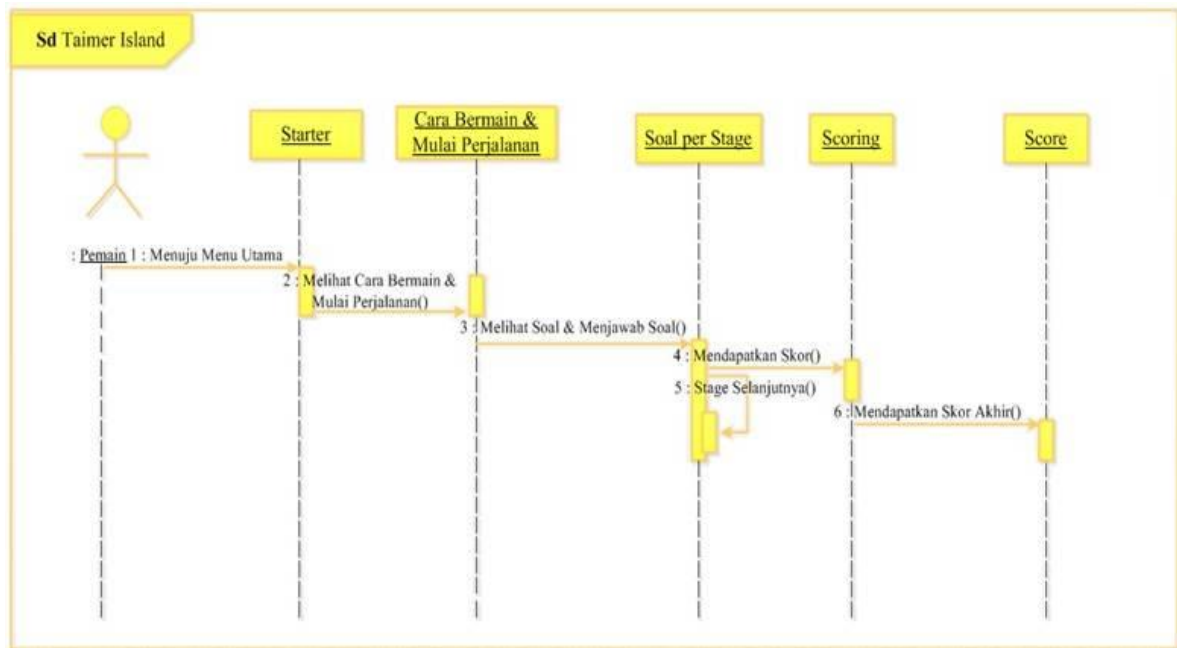 Sd Taimer Island
Starter
Cara Bermain &
Mulai Perjalanan
Soal per Stage
Scoring
Score
: Pemain
1 : Menuju Menu Utama
2 : Melihat Cara Bermain &
Mulai Perjalanan()
3 : Melihat Soal & Menjawab Soal()
4 : Mendapatkan Skor()
5 : Stage Selanjutnya()
6 : Mendapatkan Skor Akhir()